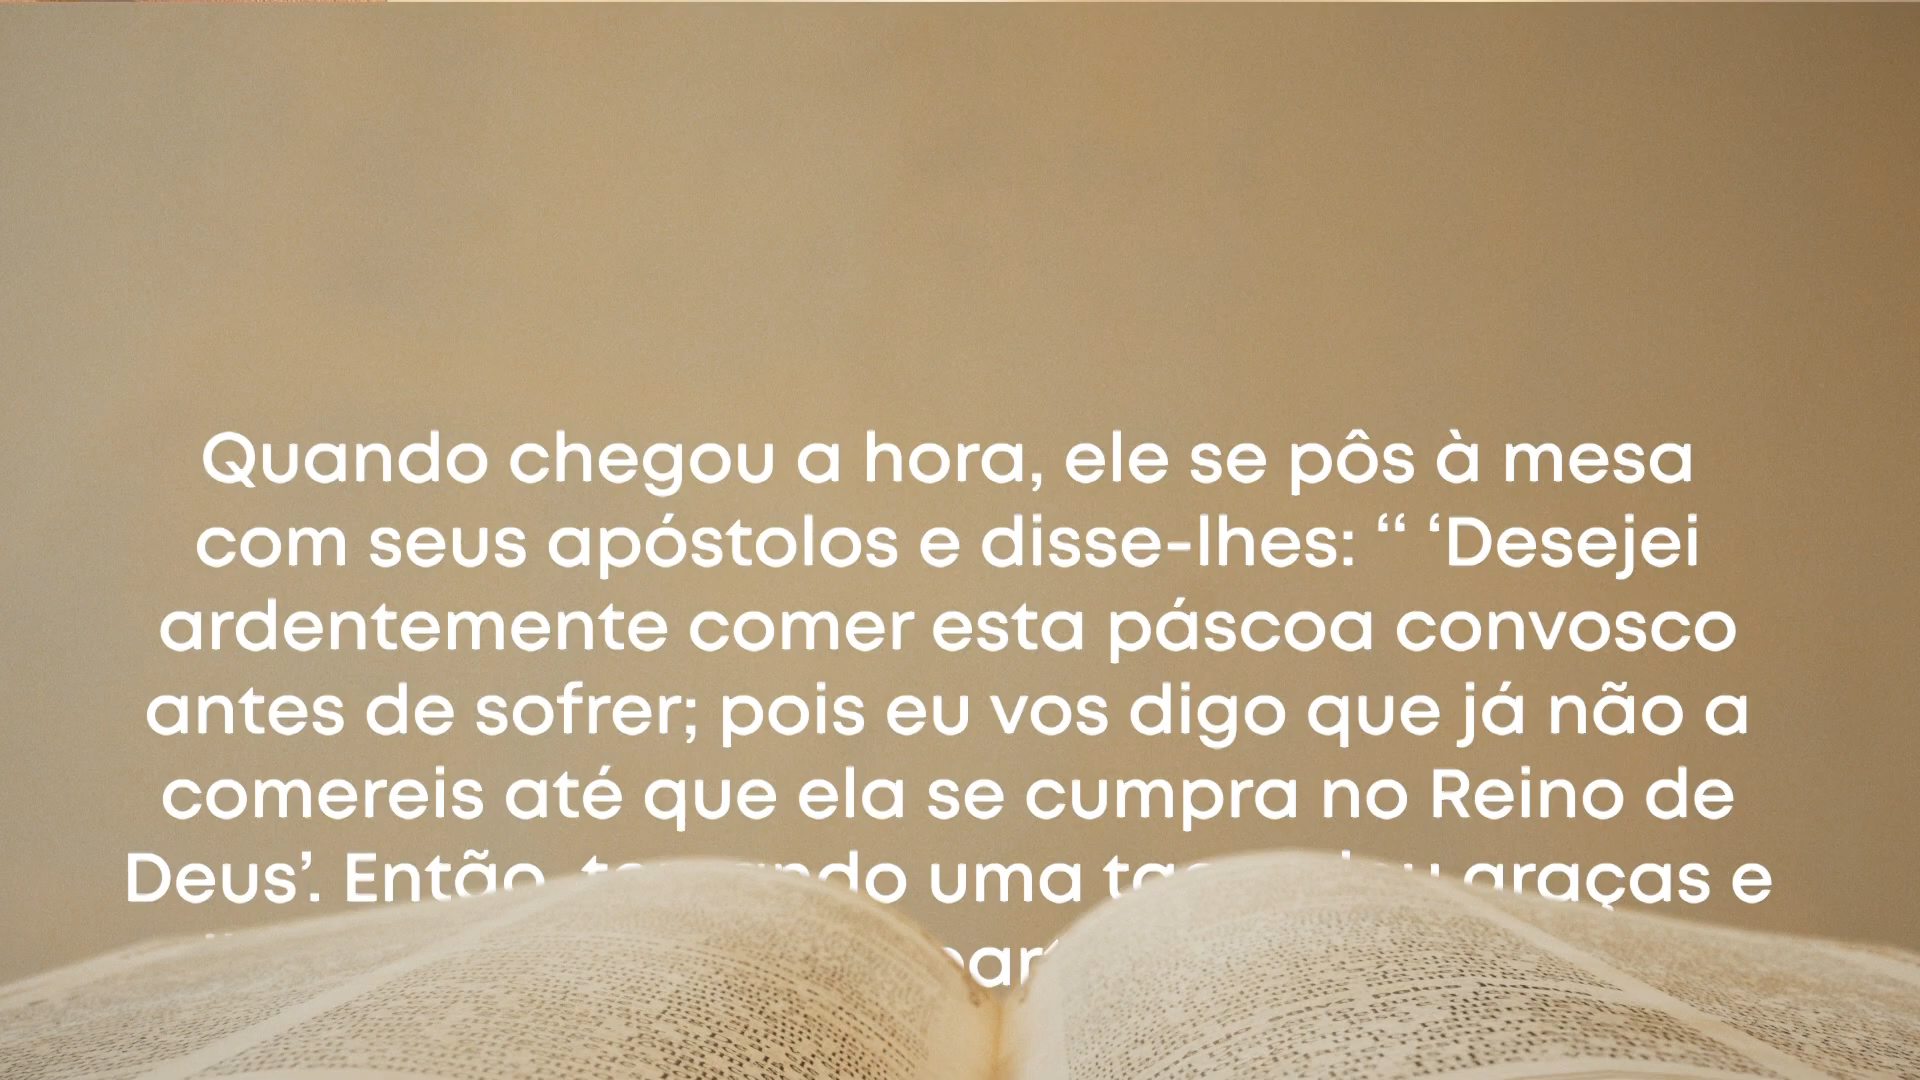 Quando chegou a hora, ele se pôs à mesa
com seus apóstolos e disse-lhes: “ ‘Desejei
ardentemente comer esta páscoa convosco
antes de sofrer; pois eu vos digo que já não a
comereis até que ela se cumpra no Reino de
Deus’. Então, uma graças e